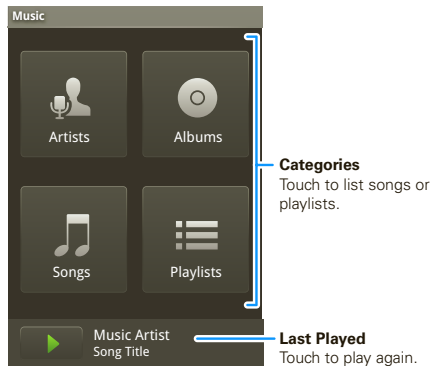 Music
Artists
Albums
Songs
Playlists
Music Artist
Song Title
Categories
Touch to list songs or
playlists.
Last Played
Touch to play again.